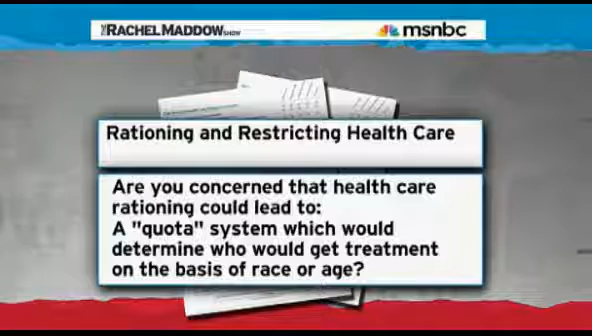 THE RACHEL MADDOW SHOW
msnbc
Rationing and Restricting Health Care
Are you concerned that health care
rationing could lead to:
A "quota" system which would
determine who would get treatment
on the basis of race or age?